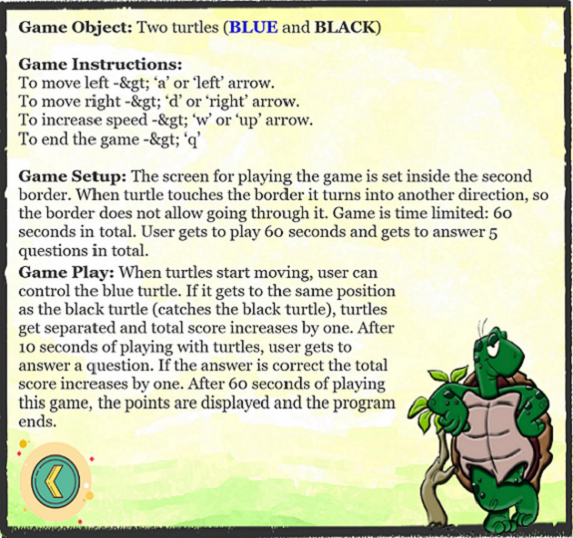 Game Object: Two turtles (BLUE and BLACK)
Game Instructions:
To move left -&gt; ‘a’ or ‘left’ arrow.
To move right -&gt; ‘d’ or ‘right’ arrow.
To increase speed -&gt; ‘w’ or ‘up’ arrow.
To end the game -&gt; ‘q’
Game Setup: The screen for playing the game is set inside the second
border. When turtle touches the border it turns into another direction, so
the border does not allow going through it. Game is time limited: 60
seconds in total. User gets to play 60 seconds and gets to answer 5
questions in total.
Game Play: When turtles start moving, user can
control the blue turtle. If it gets to the same position
as the black turtle (catches the black turtle), turtles
get separated and total score increases by one. After
10 seconds of playing with turtles, user gets to
answer a question. If the answer is correct the total
score increases by one. After 60 seconds of playing
this game, the points are displayed and the program
ends.